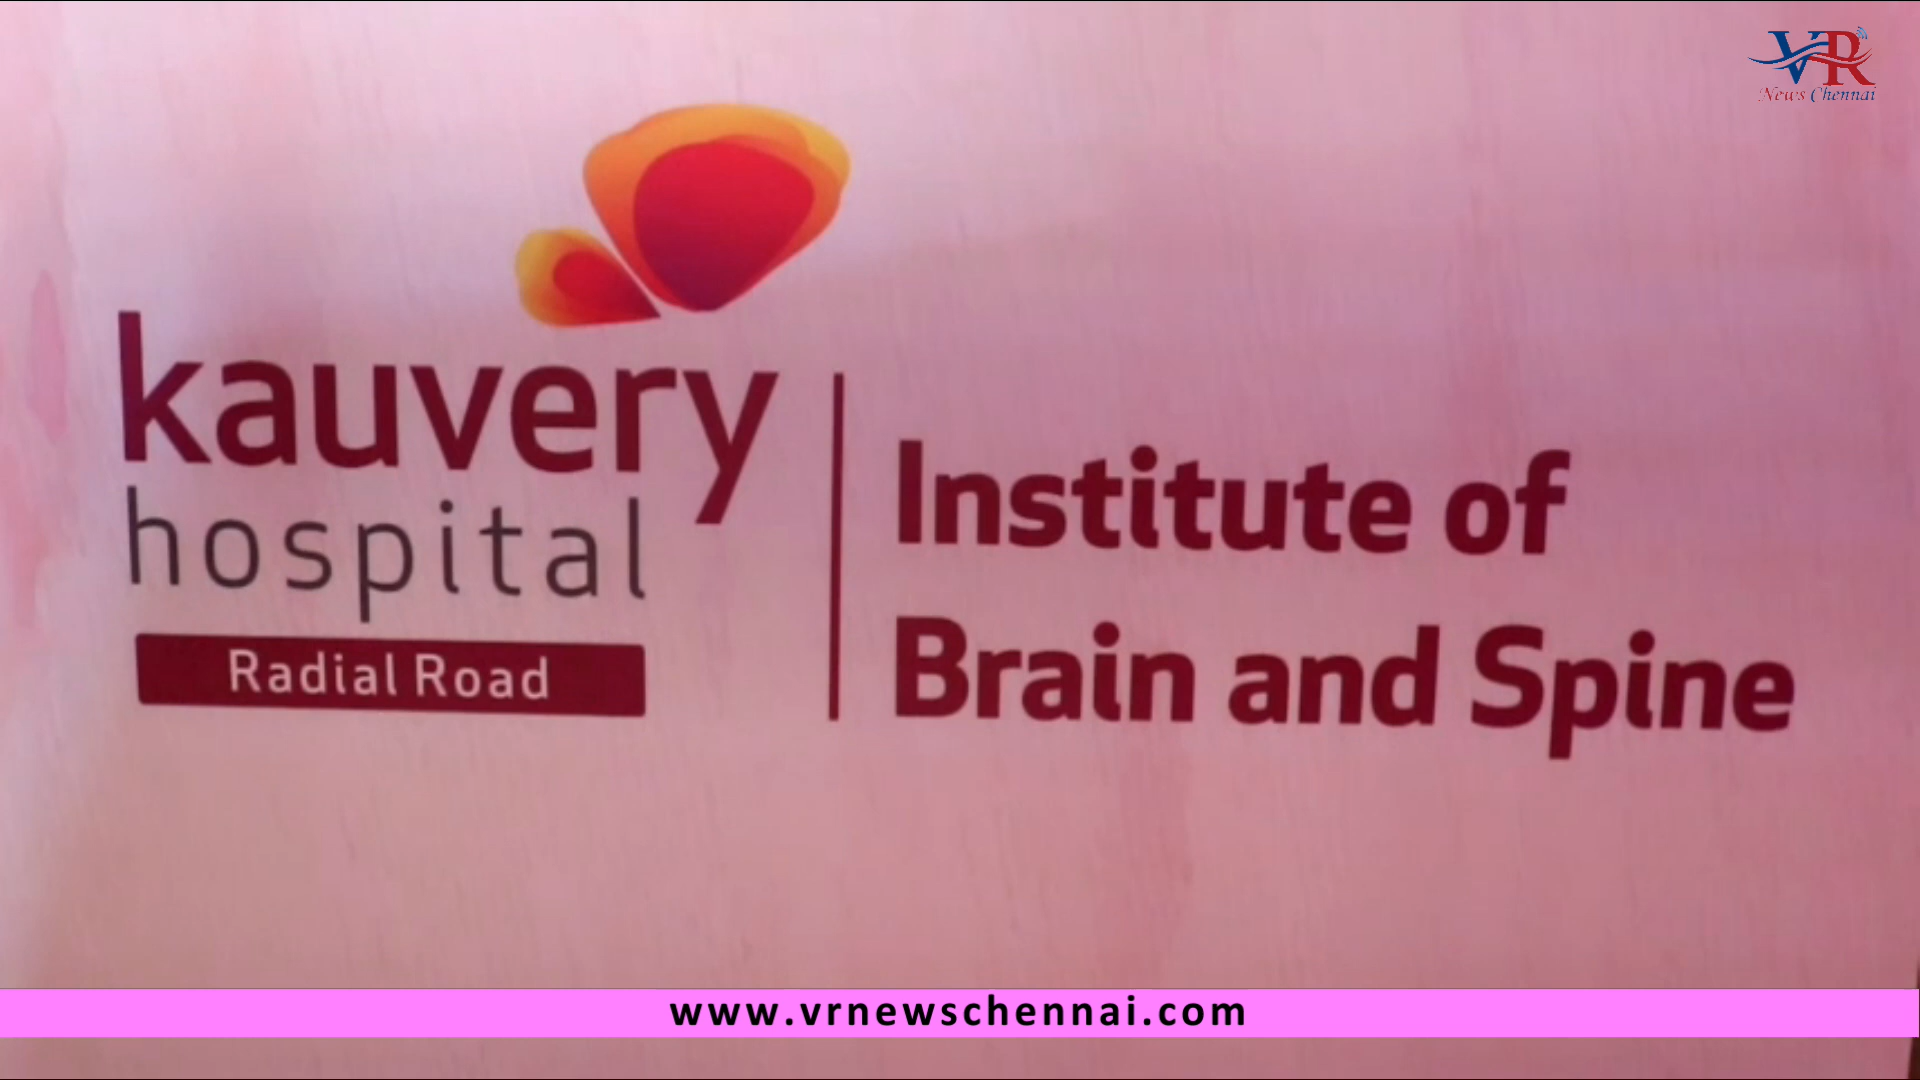 VR
News Chennai
kauvery
hospital
Radial Road
Institute of
Brain and Spine
www.vrnewschennai.com